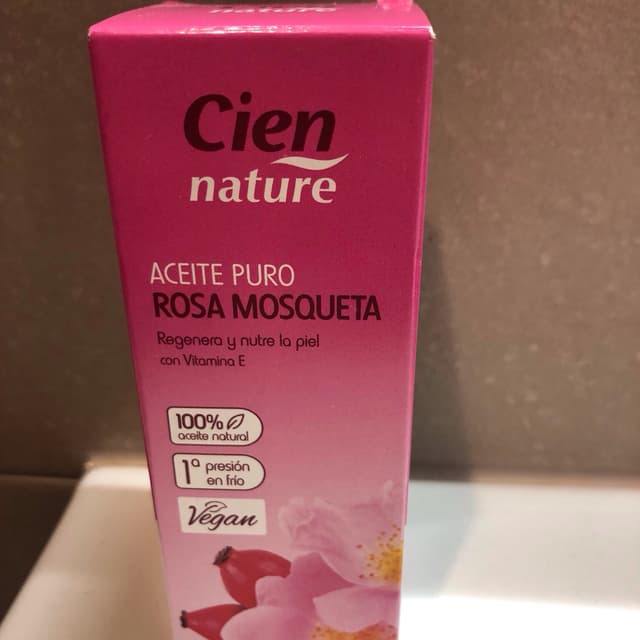 nature
Cien
nature
ACEITE PURO
ROSA MOSQUETA
Regenera y nutre la piel
con Vitamina E
100%
aceite natural
1ª presión
en frío
Vegan